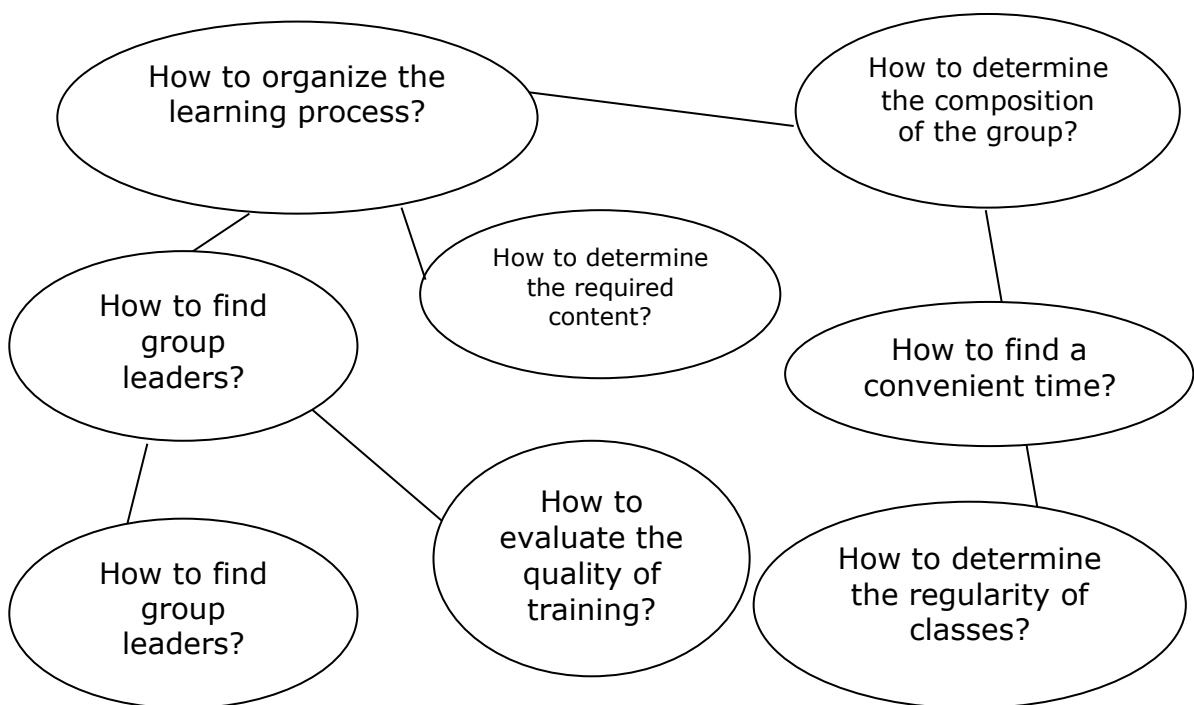 How to organize the
learning process?
How to determine
the composition
of the group?
How to determine
the required
content?
How to find
group
leaders?
How to find a
convenient time?
How to
evaluate the
quality of
training?
How to determine
the regularity of
classes?
How to find
group
leaders?